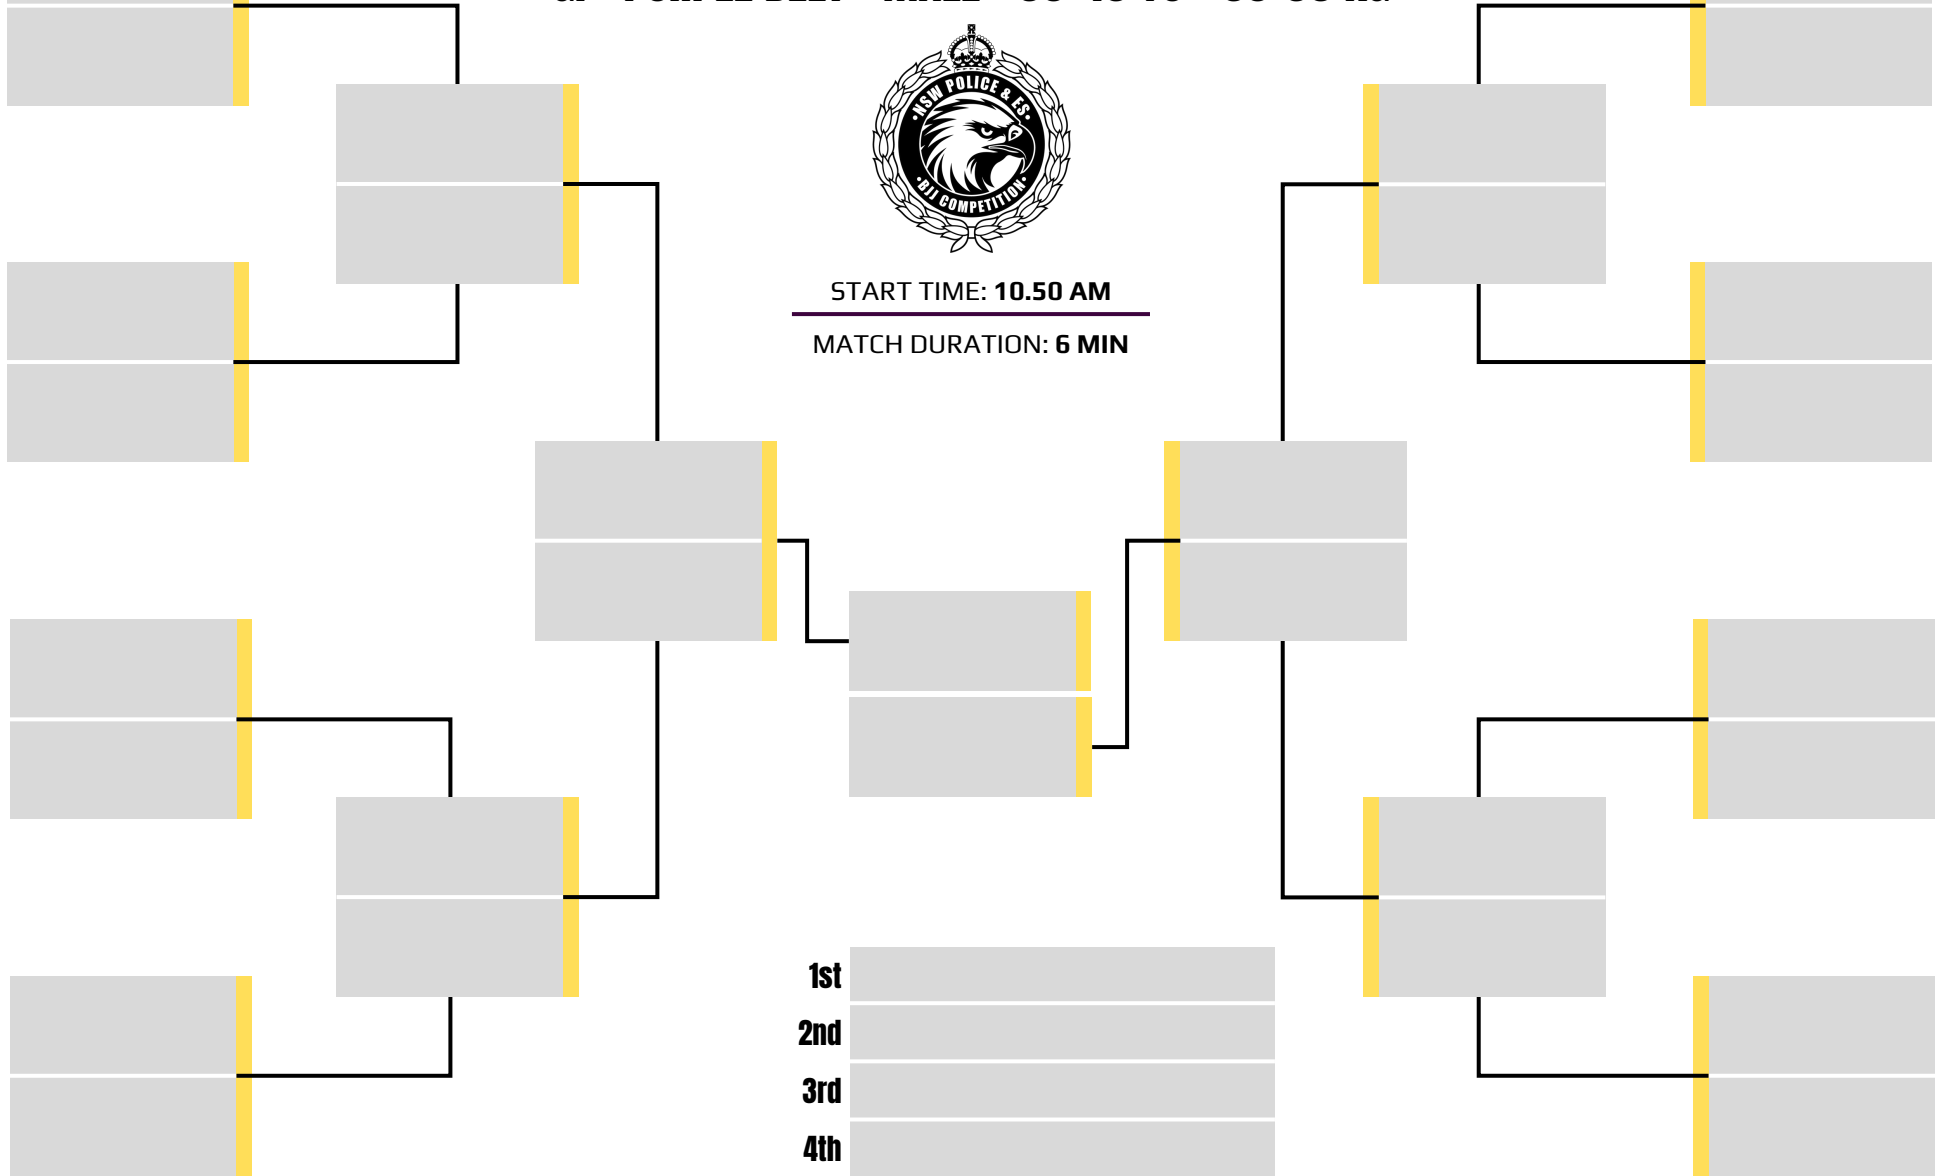 NSW POLICE & ES
BJJ COMPETITION
START TIME: 10.50 AM
MATCH DURATION: 6 MIN
1st
2nd
3rd
4th